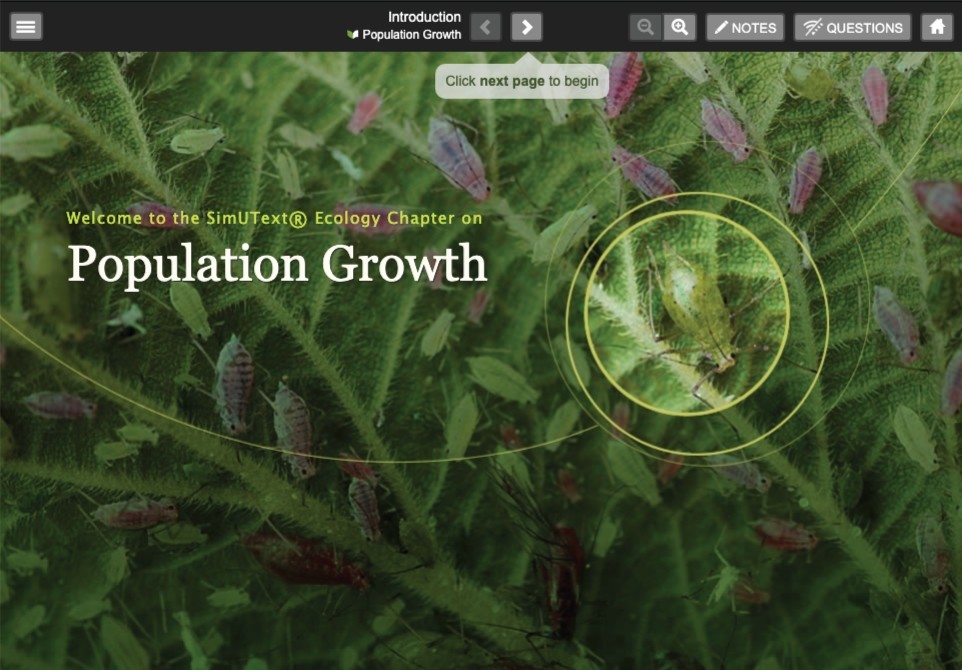 Introduction
Population Growth
NOTES
QUESTIONS
Click next page to begin
Welcome to the SimUText® Ecology Chapter on
Population Growth